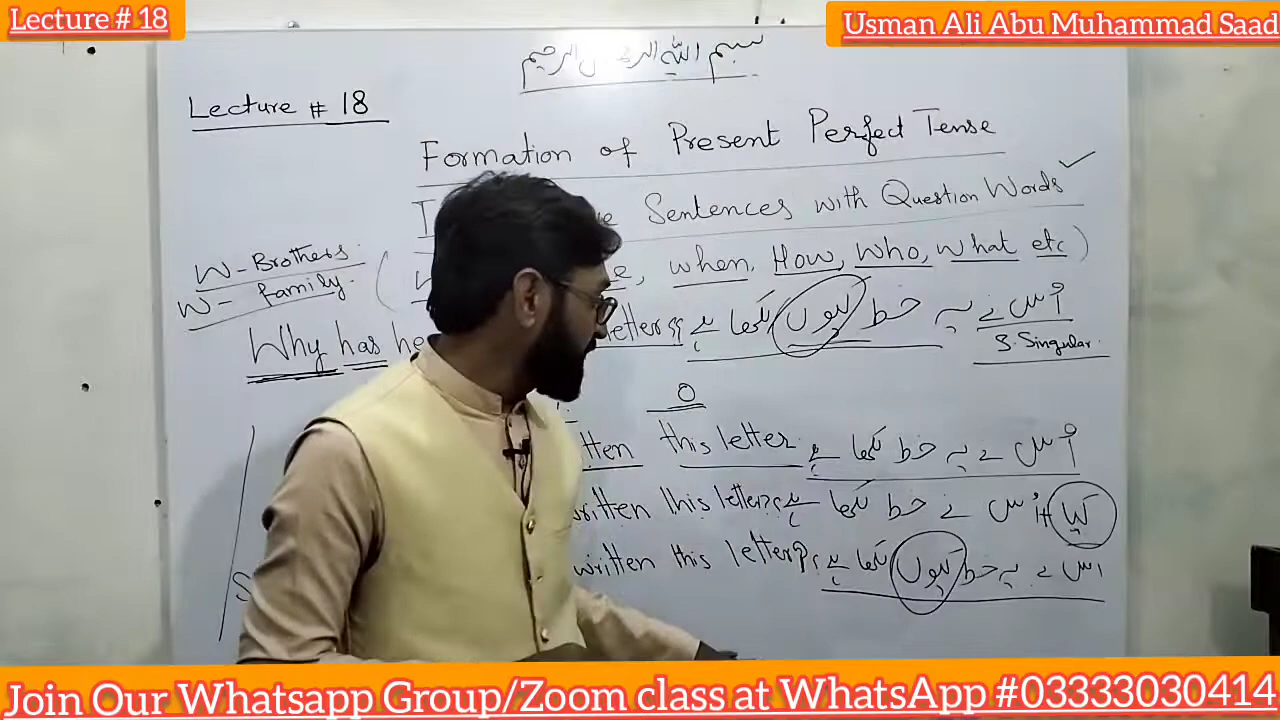 Lecture # 18
Usman Ali Abu Muhammad Saad
بسم اللہ الرحمٰن الرحیم
Lecture # 18
Formation of Present Perfect Tense
Sentences with Question Words
W-Brothers
W- family.
when, How, Who, What etc)
Why has he letter؟؟ اُس نے یہ خط کیوں لکھا ہے
S. Singular
O
this letter اُس نے یہ خط لکھا ہے
written this letter? کیا اُس نے خط لکھا ہے؟
written this letter? اس نے یہ خط کیوں لکھا ہے؟
Join Our Whatsapp Group/Zoom class at WhatsApp #03333030414